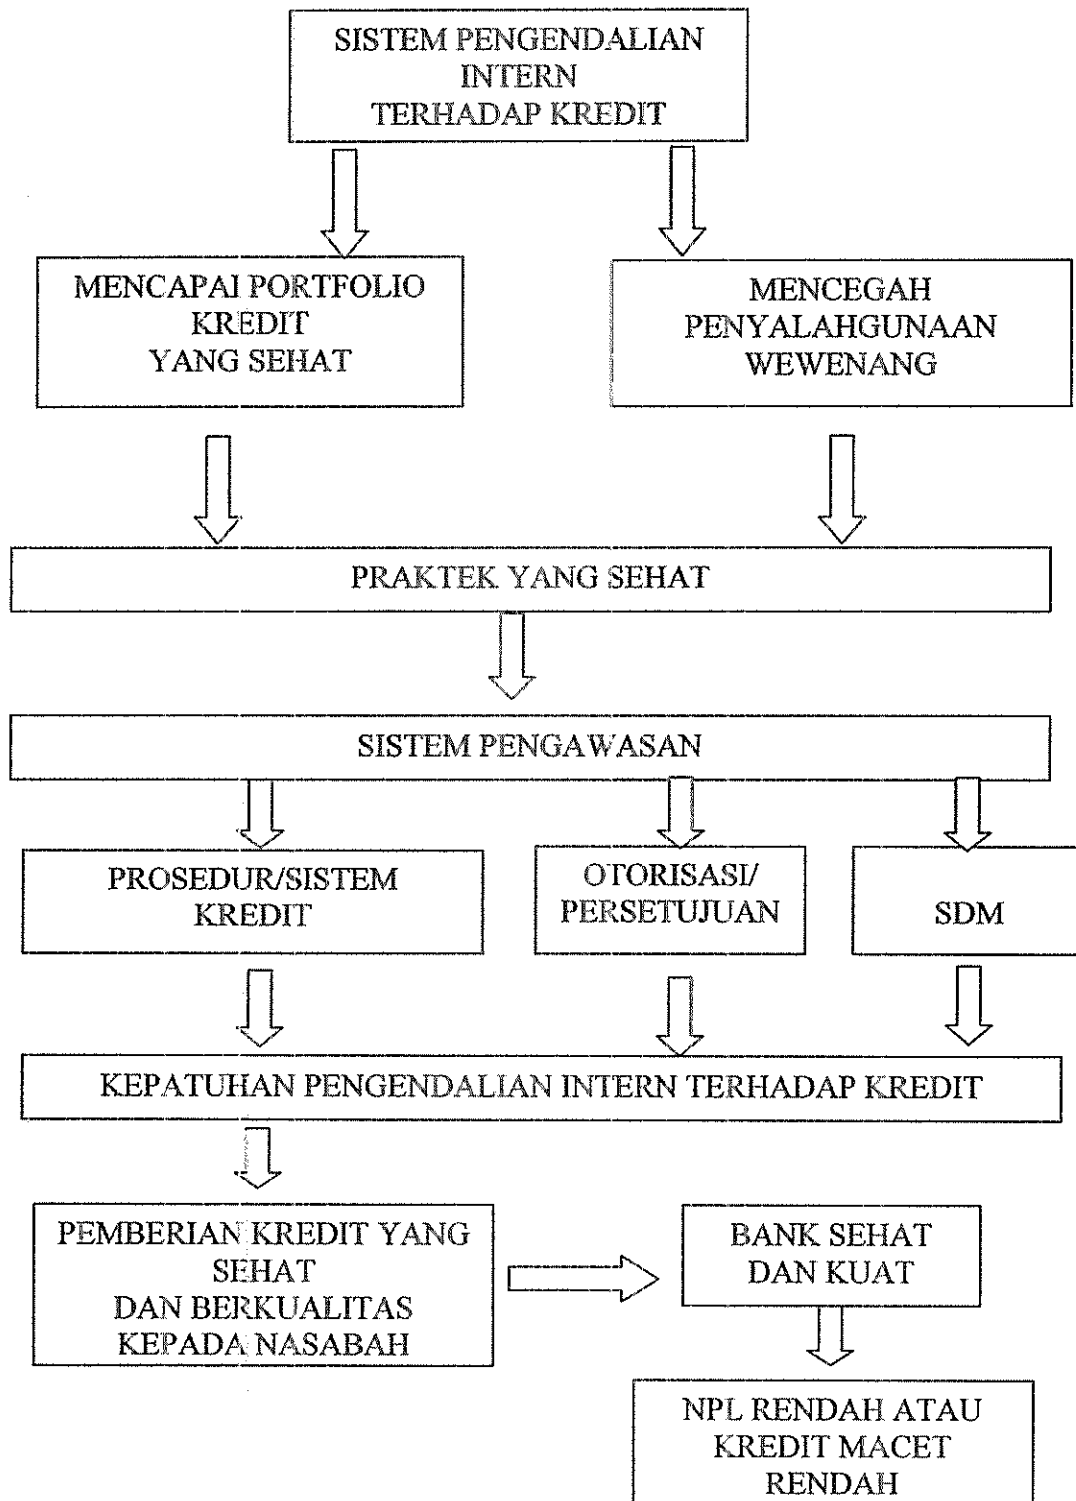 SISTEM PENGENDALIAN
INTERN
TERHADAP KREDIT
MENCAPAI PORTFOLIO
KREDIT
YANG SEHAT
MENCEGAH
PENYALAHGUNAAN
WEWENANG
PRAKTEK YANG SEHAT
SISTEM PENGAWASAN
PROSEDUR/SISTEM
KREDIT
OTORISASI/
PERSETUJUAN
SDM
KEPATUHAN PENGENDALIAN INTERN TERHADAP KREDIT
PEMBERIAN KREDIT YANG
SEHAT
DAN BERKUALITAS
KEPADA NASABAH
BANK SEHAT
DAN KUAT
NPL RENDAH ATAU
KREDIT MACET
RENDAH